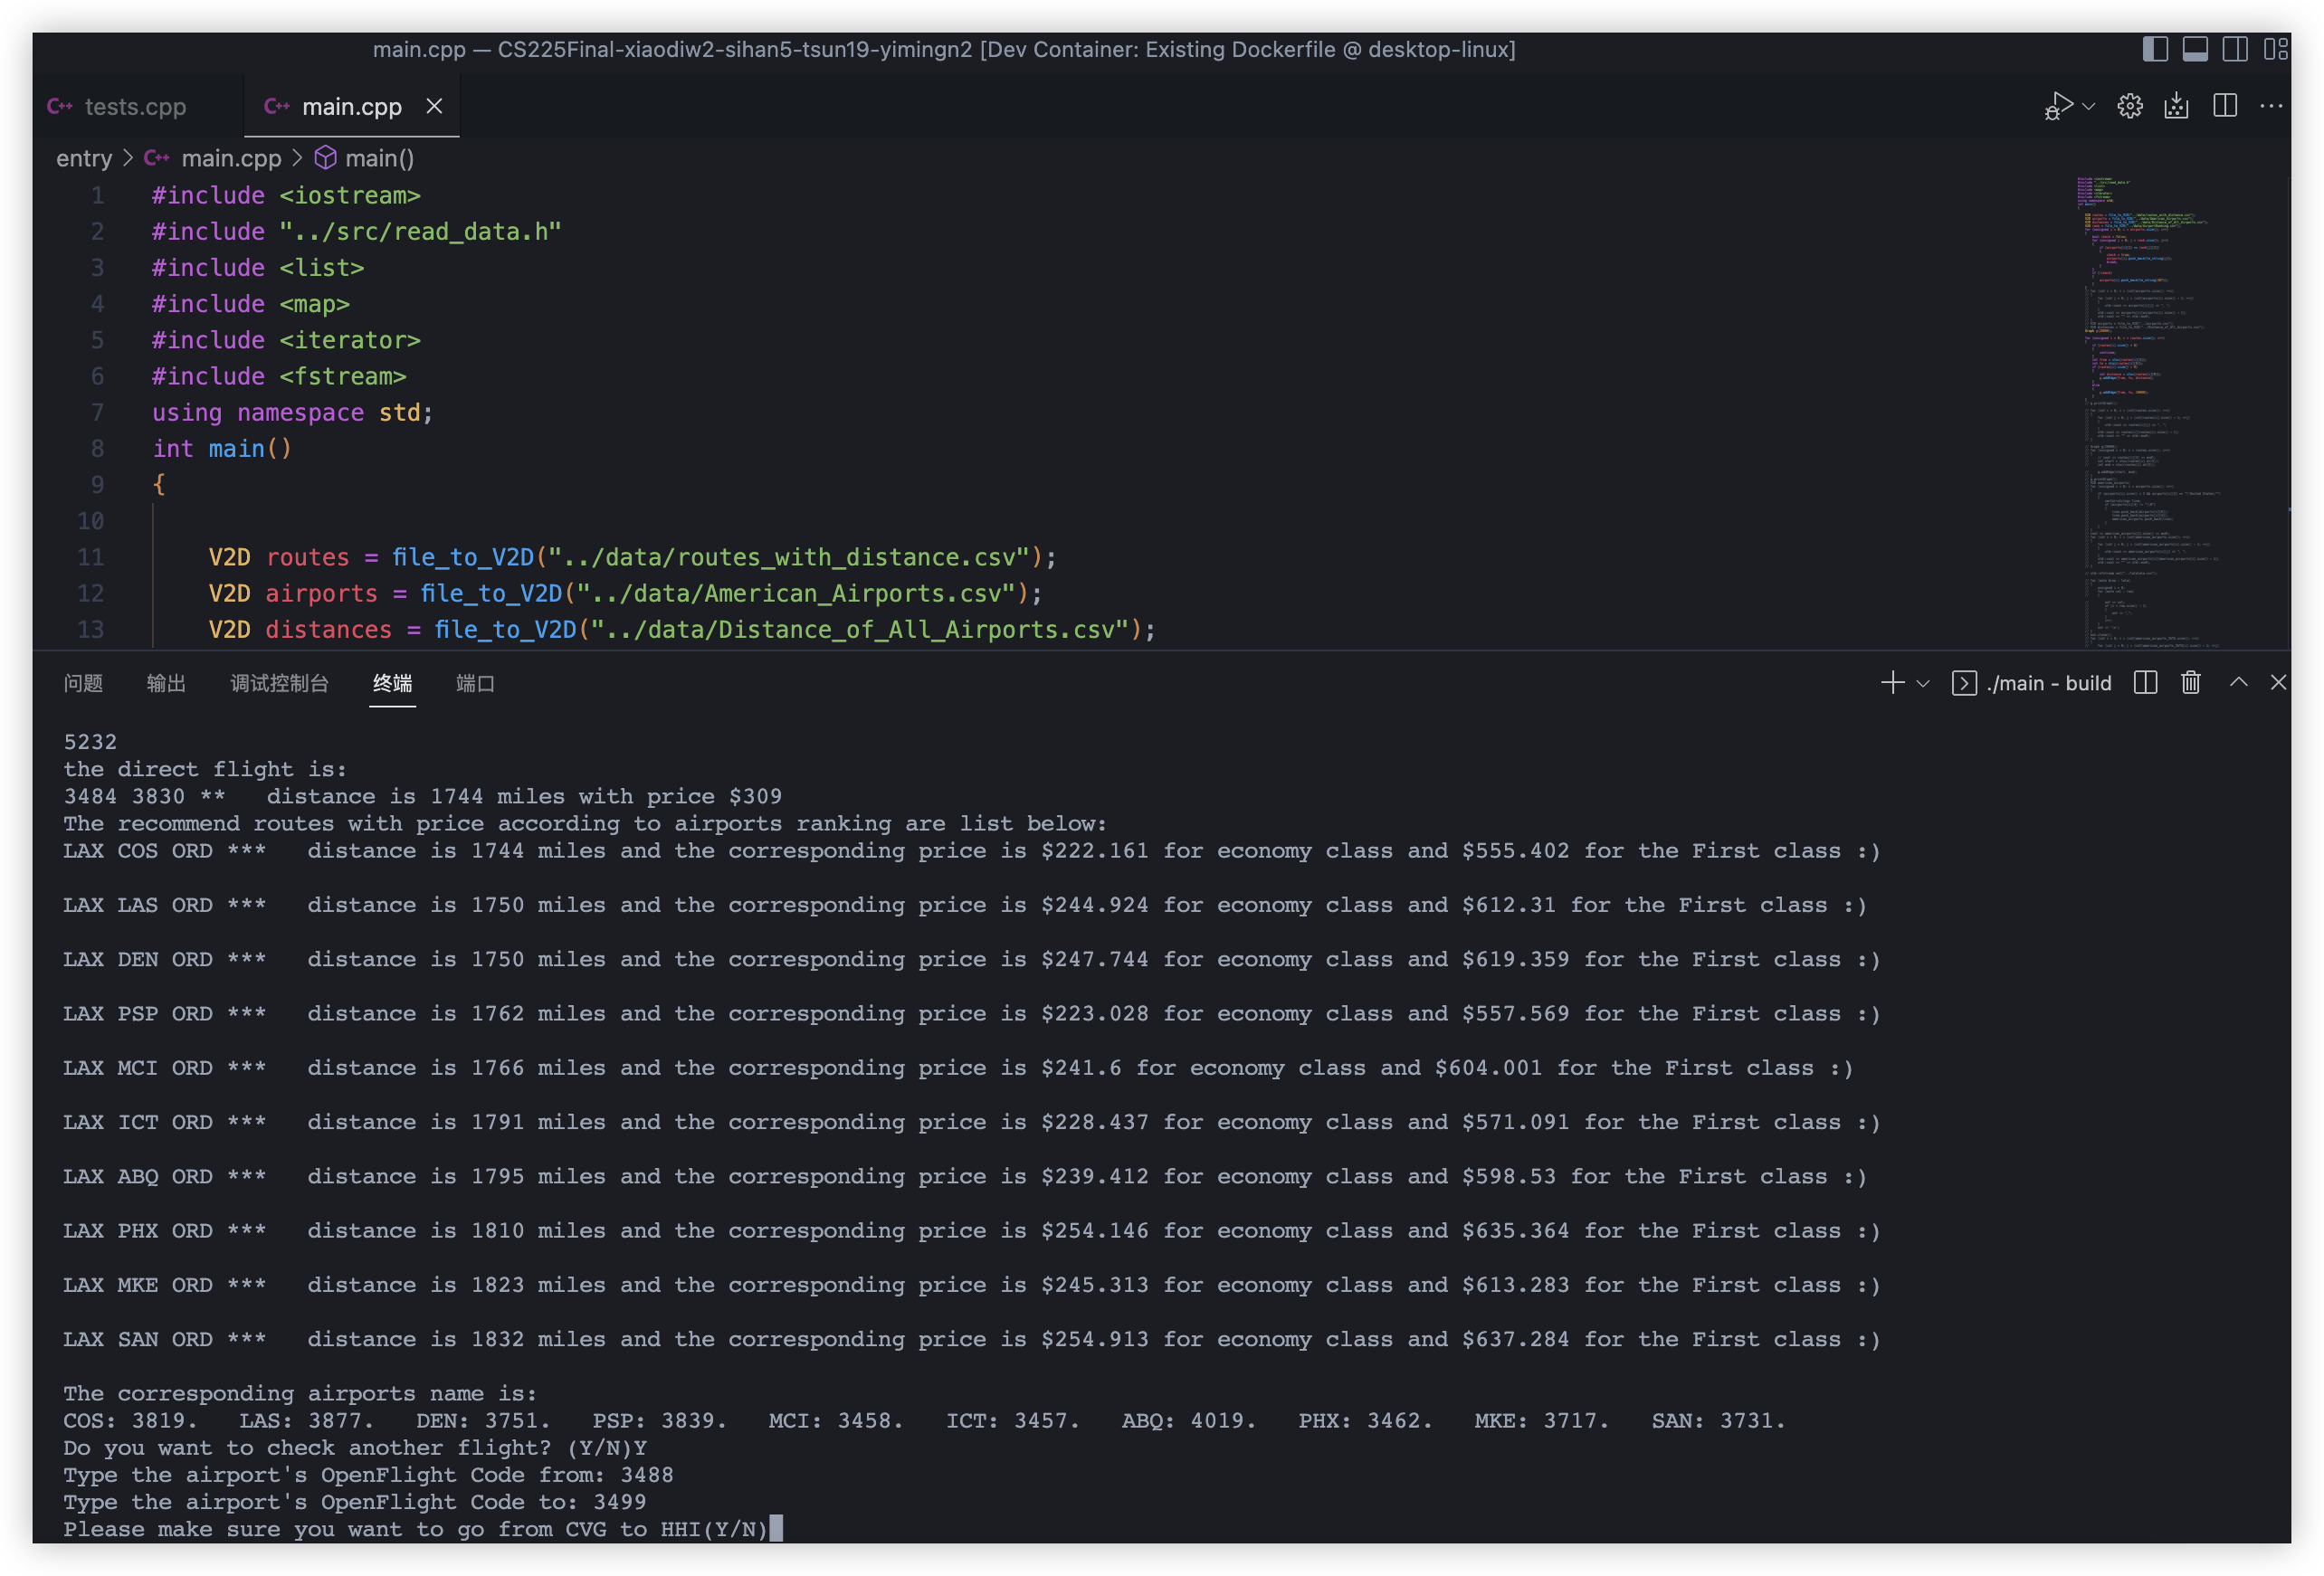 main.cpp — CS225Final-xiaodiw2-sihan5-tsun19-yimingn2 [Dev Container: Existing Dockerfile @ desktop-linux]
C++ tests.cpp C++ main.cpp
entry > C++ main.cpp > main()
1 #include <iostream>
2 #include "../src/read_data.h"
3 #include <list>
4 #include <map>
5 #include <iterator>
6 #include <fstream>
7 using namespace std;
8 int main()
9 {
10
11 V2D routes = file_to_V2D("../data/routes_with_distance.csv");
12 V2D airports = file_to_V2D("../data/American_Airports.csv");
13 V2D distances = file_to_V2D("../data/Distance_of_All_Airports.csv");
问题 输出 调试控制台 终端 端口 ./main - build
5232
the direct flight is:
3484 3830 **   distance is 1744 miles with price $309
The recommend routes with price according to airports ranking are list below:
LAX COS ORD ***   distance is 1744 miles and the corresponding price is $222.161 for economy class and $555.402 for the First class :)
LAX LAS ORD ***   distance is 1750 miles and the corresponding price is $244.924 for economy class and $612.31 for the First class :)
LAX DEN ORD ***   distance is 1750 miles and the corresponding price is $247.744 for economy class and $619.359 for the First class :)
LAX PSP ORD ***   distance is 1762 miles and the corresponding price is $223.028 for economy class and $557.569 for the First class :)
LAX MCI ORD ***   distance is 1766 miles and the corresponding price is $241.6 for economy class and $604.001 for the First class :)
LAX ICT ORD ***   distance is 1791 miles and the corresponding price is $228.437 for economy class and $571.091 for the First class :)
LAX ABQ ORD ***   distance is 1795 miles and the corresponding price is $239.412 for economy class and $598.53 for the First class :)
LAX PHX ORD ***   distance is 1810 miles and the corresponding price is $254.146 for economy class and $635.364 for the First class :)
LAX MKE ORD ***   distance is 1823 miles and the corresponding price is $245.313 for economy class and $613.283 for the First class :)
LAX SAN ORD ***   distance is 1832 miles and the corresponding price is $254.913 for economy class and $637.284 for the First class :)
The corresponding airports name is:
COS: 3819.   LAS: 3877.   DEN: 3751.   PSP: 3839.   MCI: 3458.   ICT: 3457.   ABQ: 4019.   PHX: 3462.   MKE: 3717.   SAN: 3731.
Do you want to check another flight? (Y/N)Y
Type the airport's OpenFlight Code from: 3488
Type the airport's OpenFlight Code to: 3499
Please make sure you want to go from CVG to HHI(Y/N)